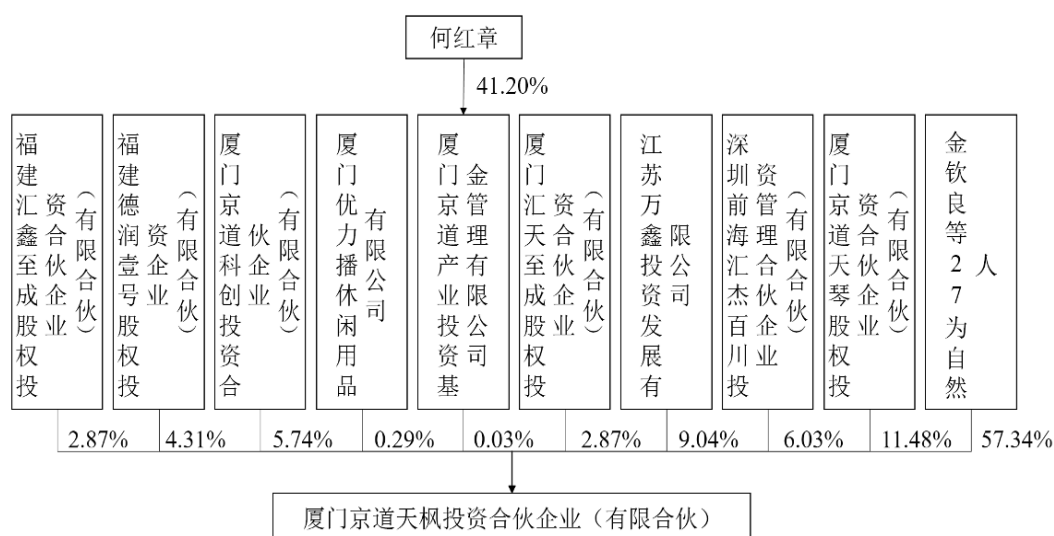 何红章
41.20%
福建汇鑫至成股权投
资合伙企业
（有限合伙）
福建德润壹号股权投
资企业
（有限合伙）
厦门京道科创投资合
伙企业
（有限合伙）
厦门优力播休闲用品
有限公司
厦门京道产业投资基
金管理有限公司
厦门汇天至成股权投
资合伙企业
（有限合伙）
江苏万鑫投资发展有
限公司
深圳前海汇杰百川投
资管理合伙企业
（有限合伙）
厦门京道天琴股权投
资合伙企业
（有限合伙）
金钦良等27为自然
人
2.87%
4.31%
5.74%
0.29%
0.03%
2.87%
9.04%
6.03%
11.48%
57.34%
厦门京道天枫投资合伙企业（有限合伙）